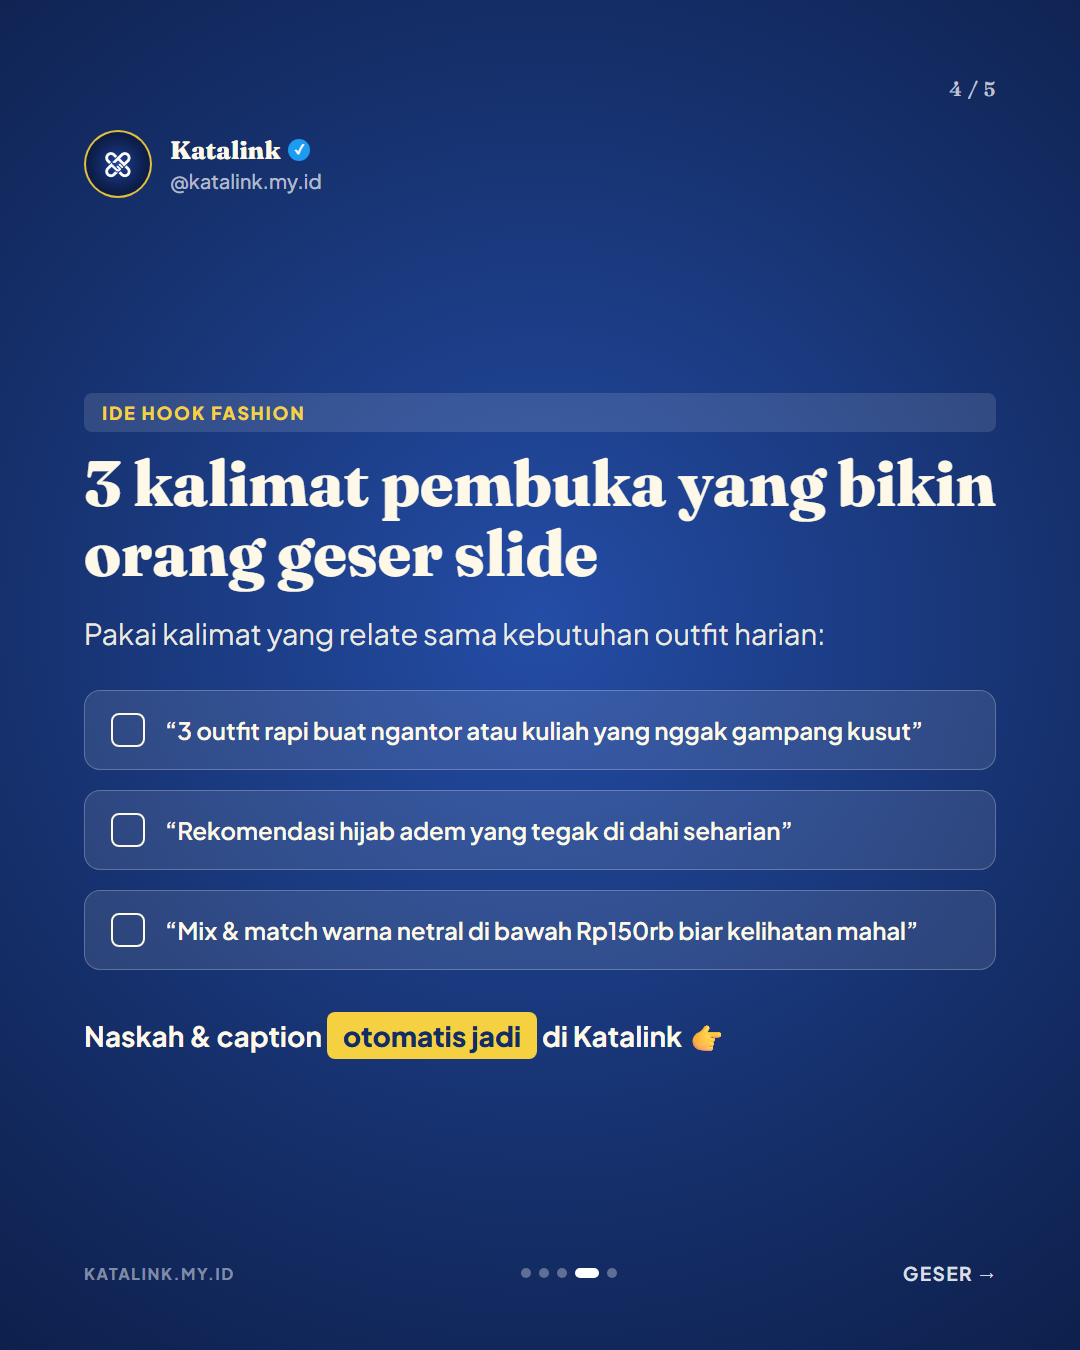 4 / 5
Katalink
@katalink.my.id
IDE HOOK FASHION
3 kalimat pembuka yang bikin
orang geser slide
Pakai kalimat yang relate sama kebutuhan outfit harian:
“3 outfit rapi buat ngantor atau kuliah yang nggak gampang kusut”
“Rekomendasi hijab adem yang tegak di dahi seharian”
“Mix & match warna netral di bawah Rp150rb biar kelihatan mahal”
Naskah & caption otomatis jadi di Katalink 👉
KATALINK.MY.ID
GESER →